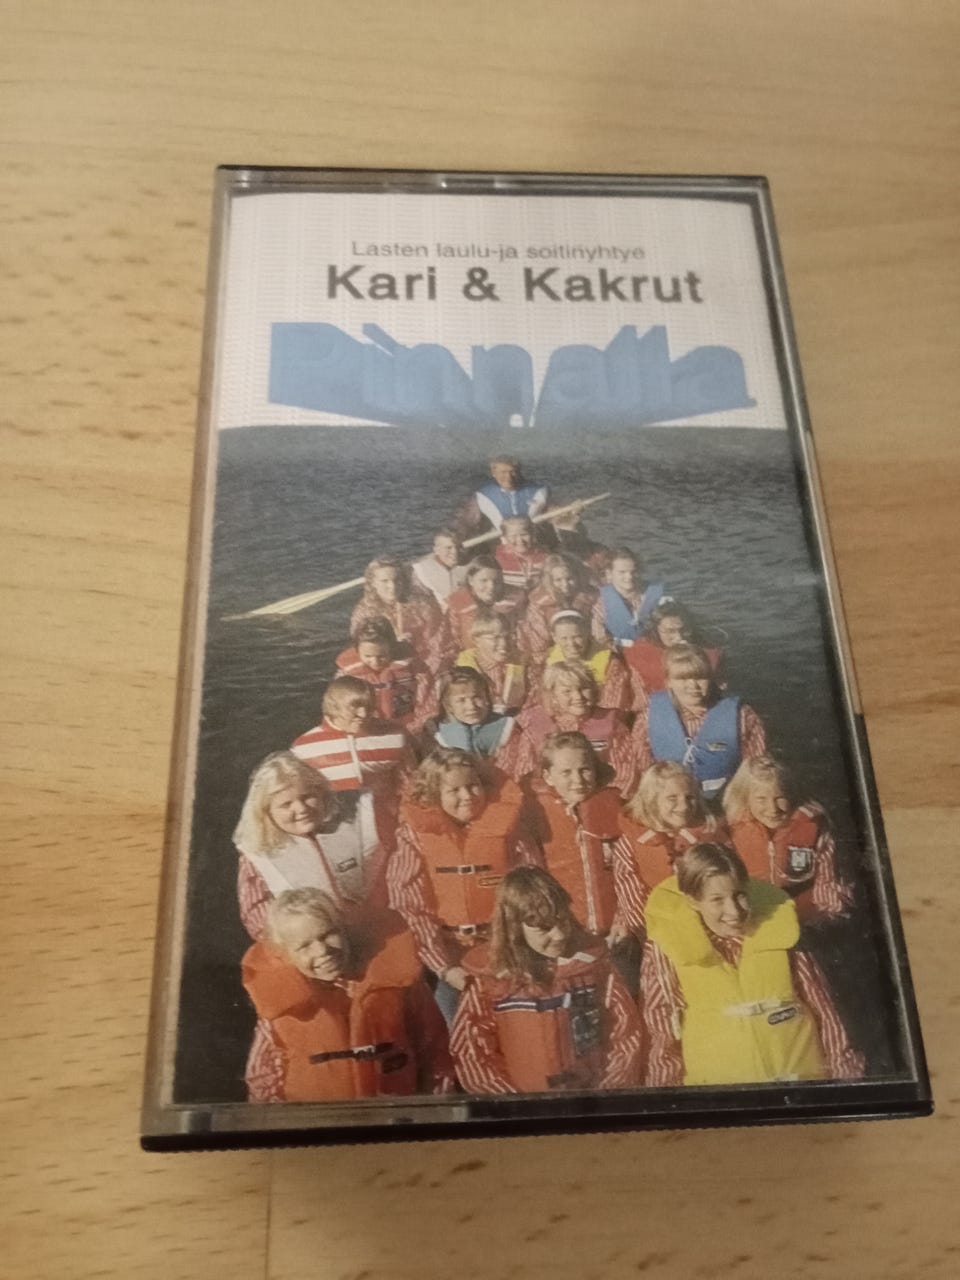 Lasten laulu-ja soitinyhtye
Kari & Kakrut
Pinnalla